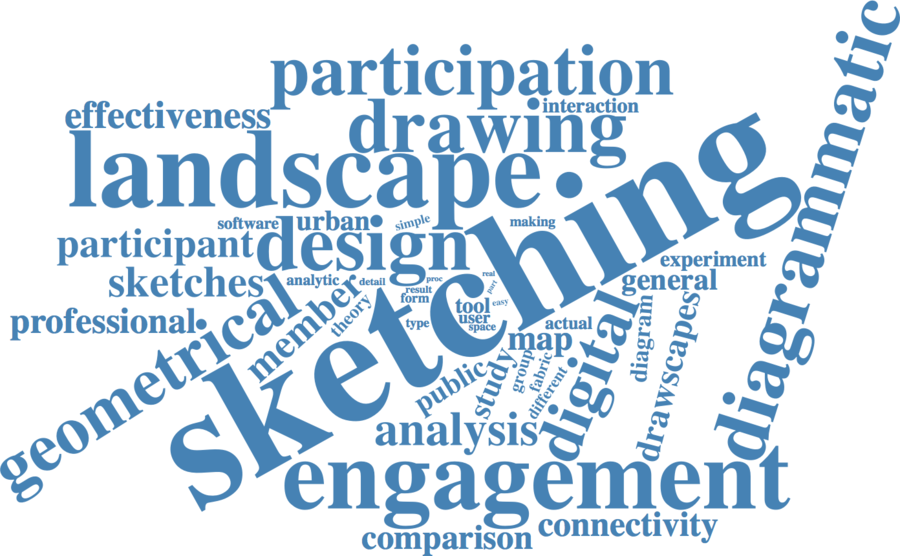 participation
diagrammatic
effectiveness
interaction
drawing
landscape
sketching
software
urban
simple
making
participant
design
experiment
sketches
analytic
detail
proc
real
general
geometrical
member
theory
result
form
part
easy
tool
user
space
type
professional
actual
map
digital
diagram
drawscapes
public
study
group
fabric
different
analysis
engagement
connectivity
comparison